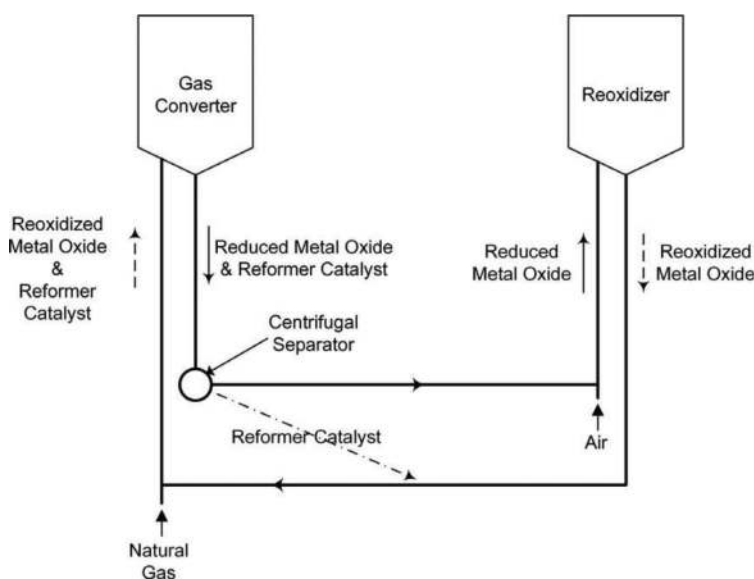 Gas
Converter
Reoxidizer
Reoxidized
Metal Oxide
&
Reformer
Catalyst
Reduced Metal Oxide
& Reformer Catalyst
Reduced
Metal Oxide
Reoxidized
Metal Oxide
Centrifugal
Separator
Reformer Catalyst
Air
Natural
Gas